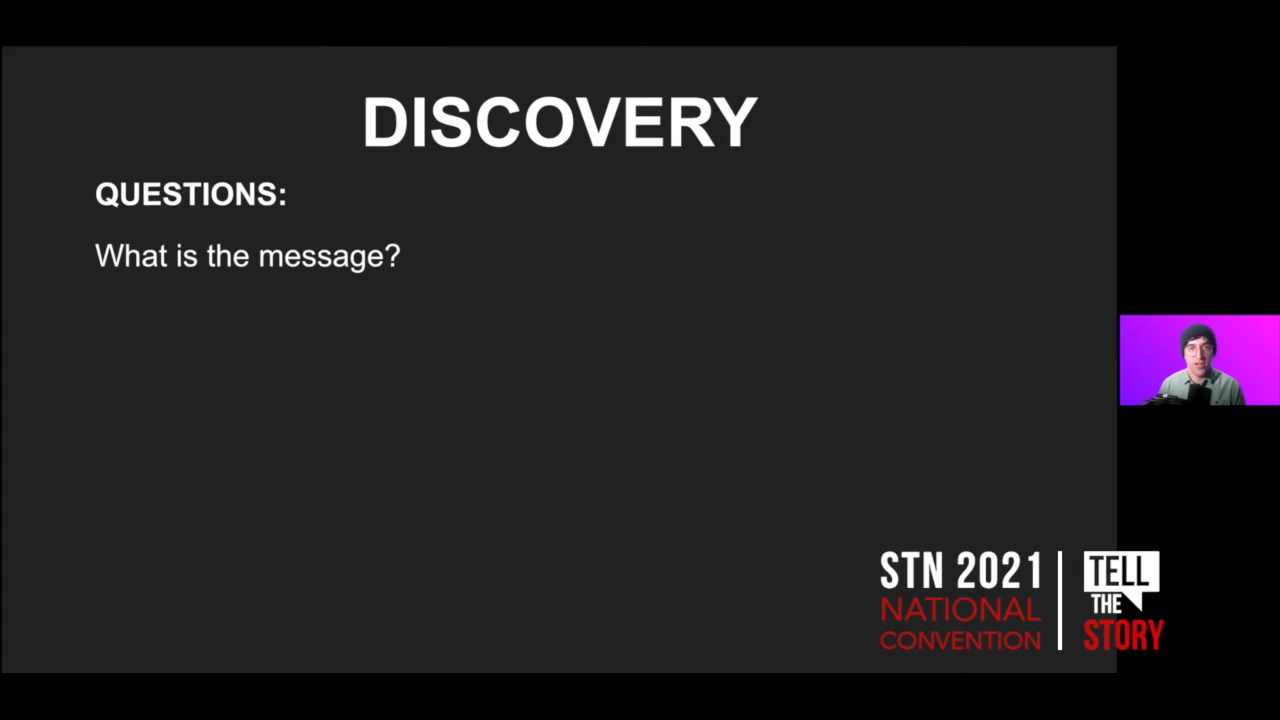 DISCOVERY
QUESTIONS:
What is the message?
STN 2021
NATIONAL
CONVENTION
TELL
THE
STORY